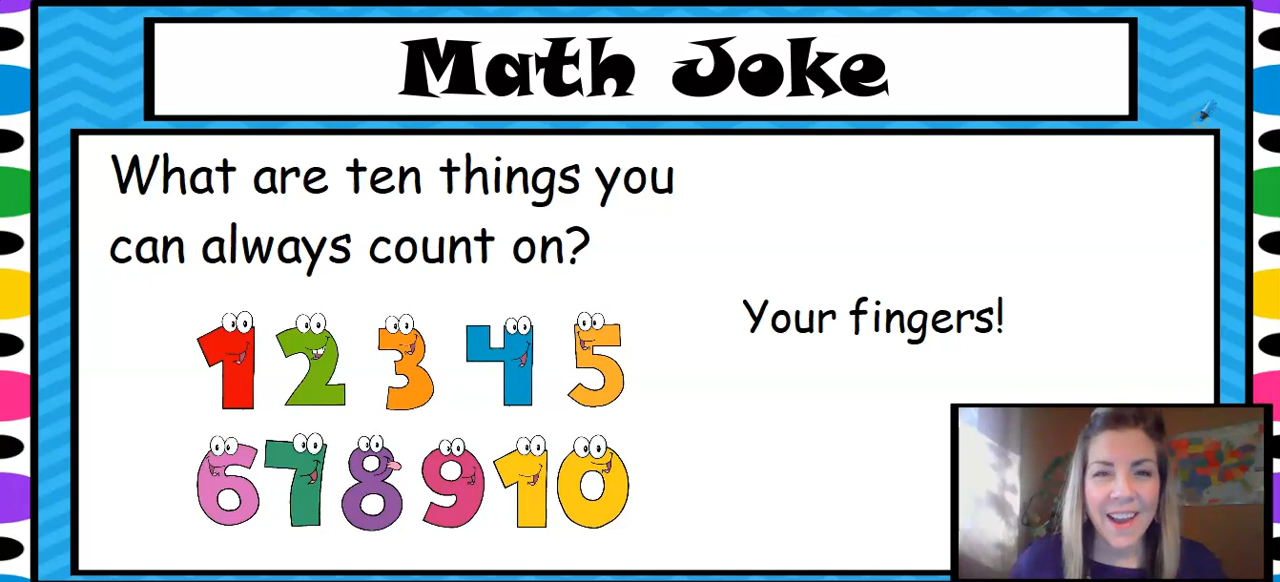 Math Joke
What are ten things you
can always count on?
Your fingers!
1 2 3 4 5
6 7 8 9 10